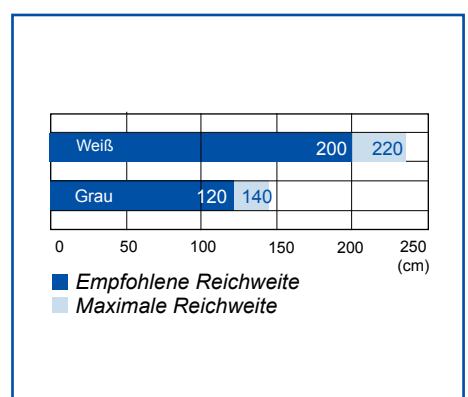 Weiß 200 220
Grau 120 140
0 50 100 150 200 250
(cm)
Empfohlene Reichweite
Maximale Reichweite